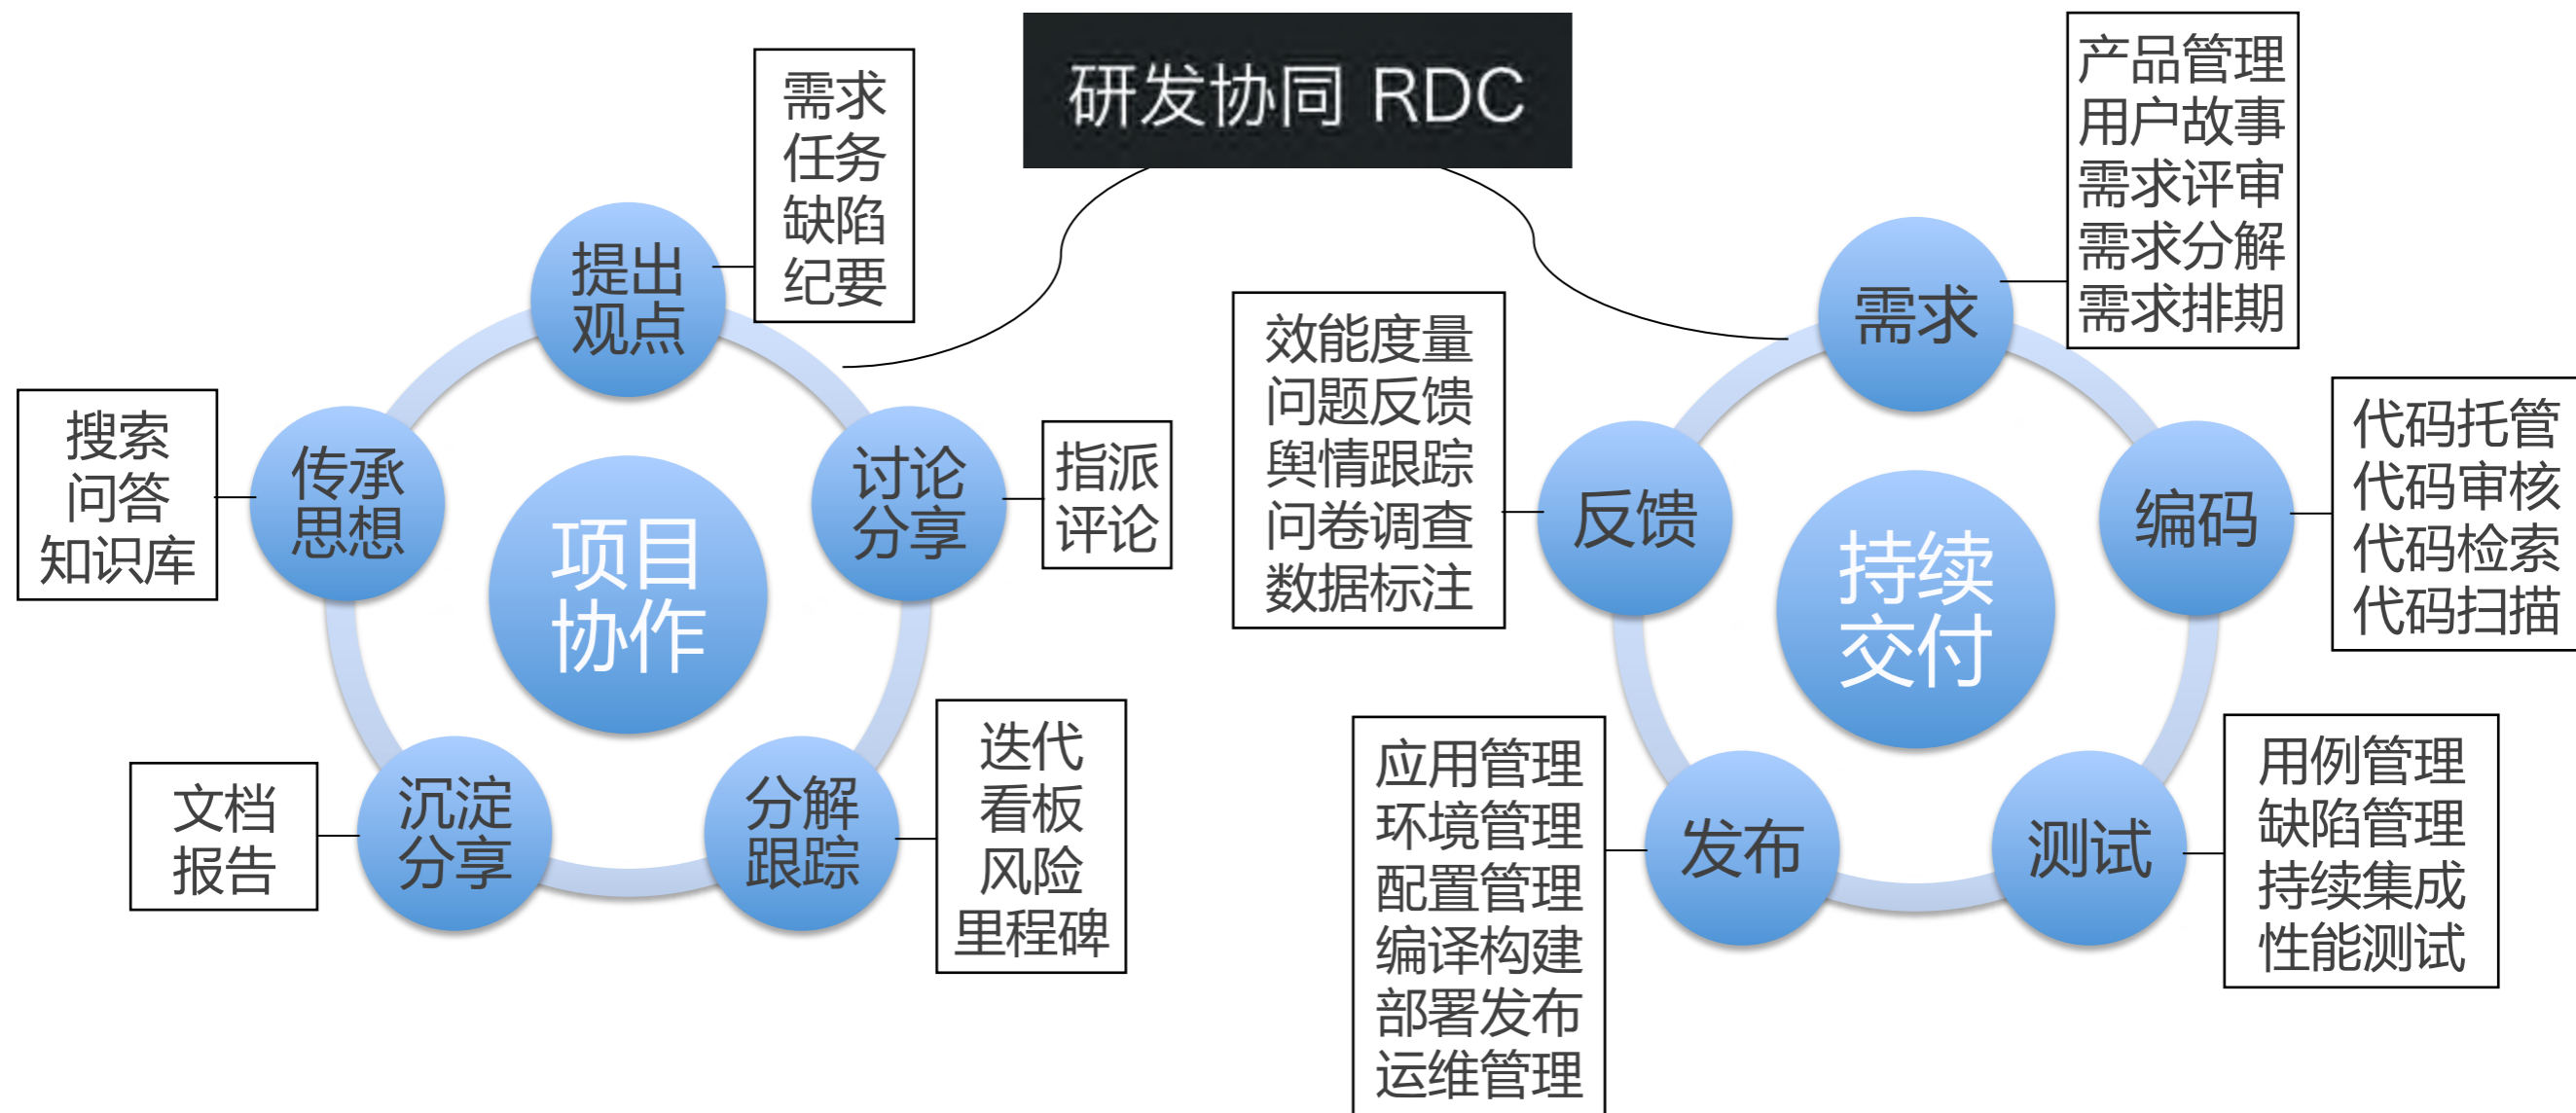 研发协同 RDC
需求
任务
缺陷
纪要
提出
观点
搜索
问答
知识库
传承
思想
讨论
分享
指派
评论
项目
协作
文档
报告
沉淀
分享
分解
跟踪
迭代
看板
风险
里程碑
产品管理
用户故事
需求评审
需求分解
需求排期
需求
效能度量
问题反馈
舆情跟踪
问卷调查
数据标注
反馈
编码
代码托管
代码审核
代码检索
代码扫描
持续
交付
应用管理
环境管理
配置管理
编译构建
部署发布
运维管理
发布
测试
用例管理
缺陷管理
持续集成
性能测试